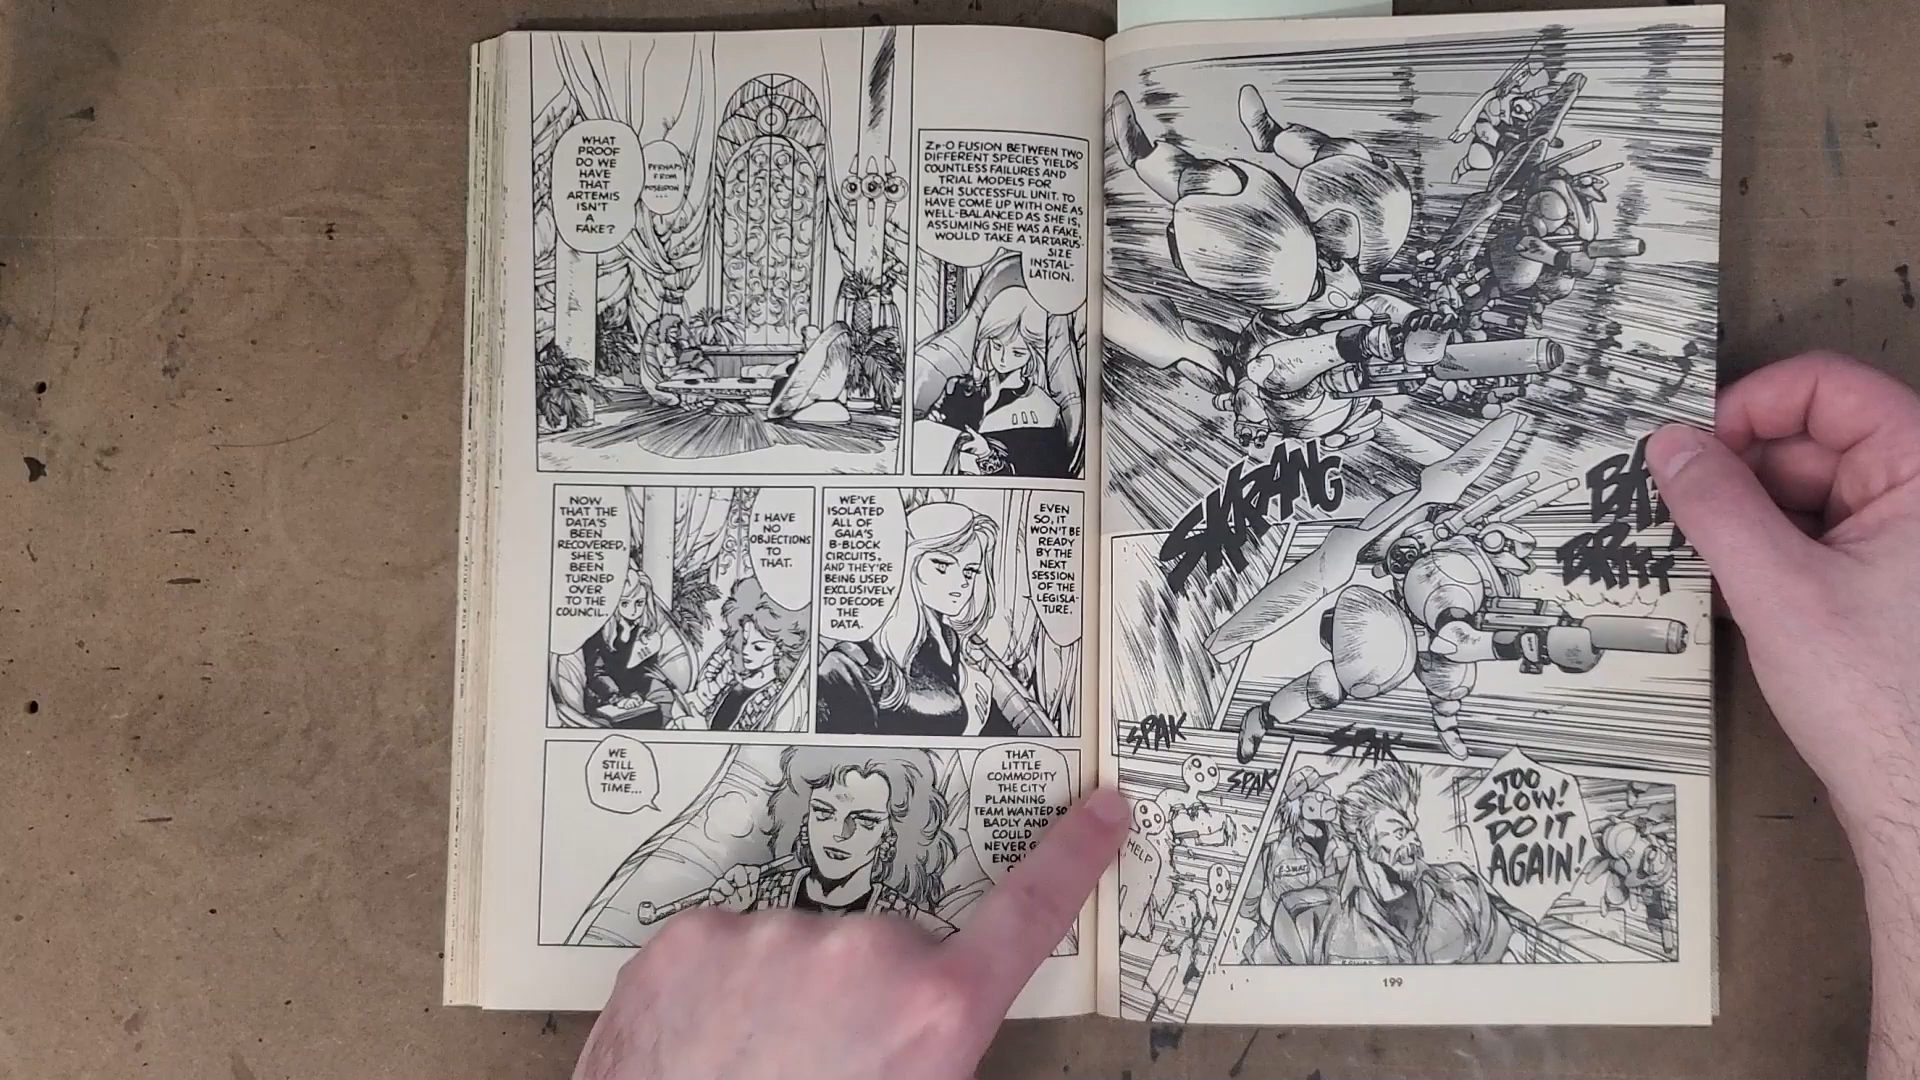 WHAT
PROOF
DO WE
HAVE
THAT
ARTEMIS
ISN'T
A
FAKE?
PERHAPS
FROM
POSEIDON
...
Zp-O FUSION BETWEEN TWO
DIFFERENT SPECIES YIELDS
COUNTLESS FAILURES AND
TRIAL MODELS FOR
EACH SUCCESSFUL UNIT. TO
HAVE COME UP WITH ONE AS
WELL-BALANCED AS SHE IS,
ASSUMING SHE WAS A FAKE,
WOULD TAKE A TARTARUS-
SIZE
INSTAL-
LATION.
NOW
THAT THE
DATA'S
BEEN
RECOVERED,
SHE'S
BEEN
TURNED
OVER
TO THE
COUNCIL.
I HAVE
NO
OBJECTIONS
TO
THAT.
WE'VE
ISOLATED
ALL OF
GAIA'S
B-BLOCK
CIRCUITS,
AND THEY'RE
BEING USED
EXCLUSIVELY
TO DECODE
THE
DATA.
EVEN
SO, IT
WON'T BE
READY
BY THE
NEXT
SESSION
OF THE
LEGISLA-
TURE.
WE
STILL
HAVE
TIME...
THAT
LITTLE
COMMODITY
THE CITY
PLANNING
TEAM WANTED SO
BADLY AND
COULD
NEVER
SKRANG
SPAK
SPAK
SPAK
HELP
E-SWAT
TOO
SLOW!
DO IT
AGAIN!
199